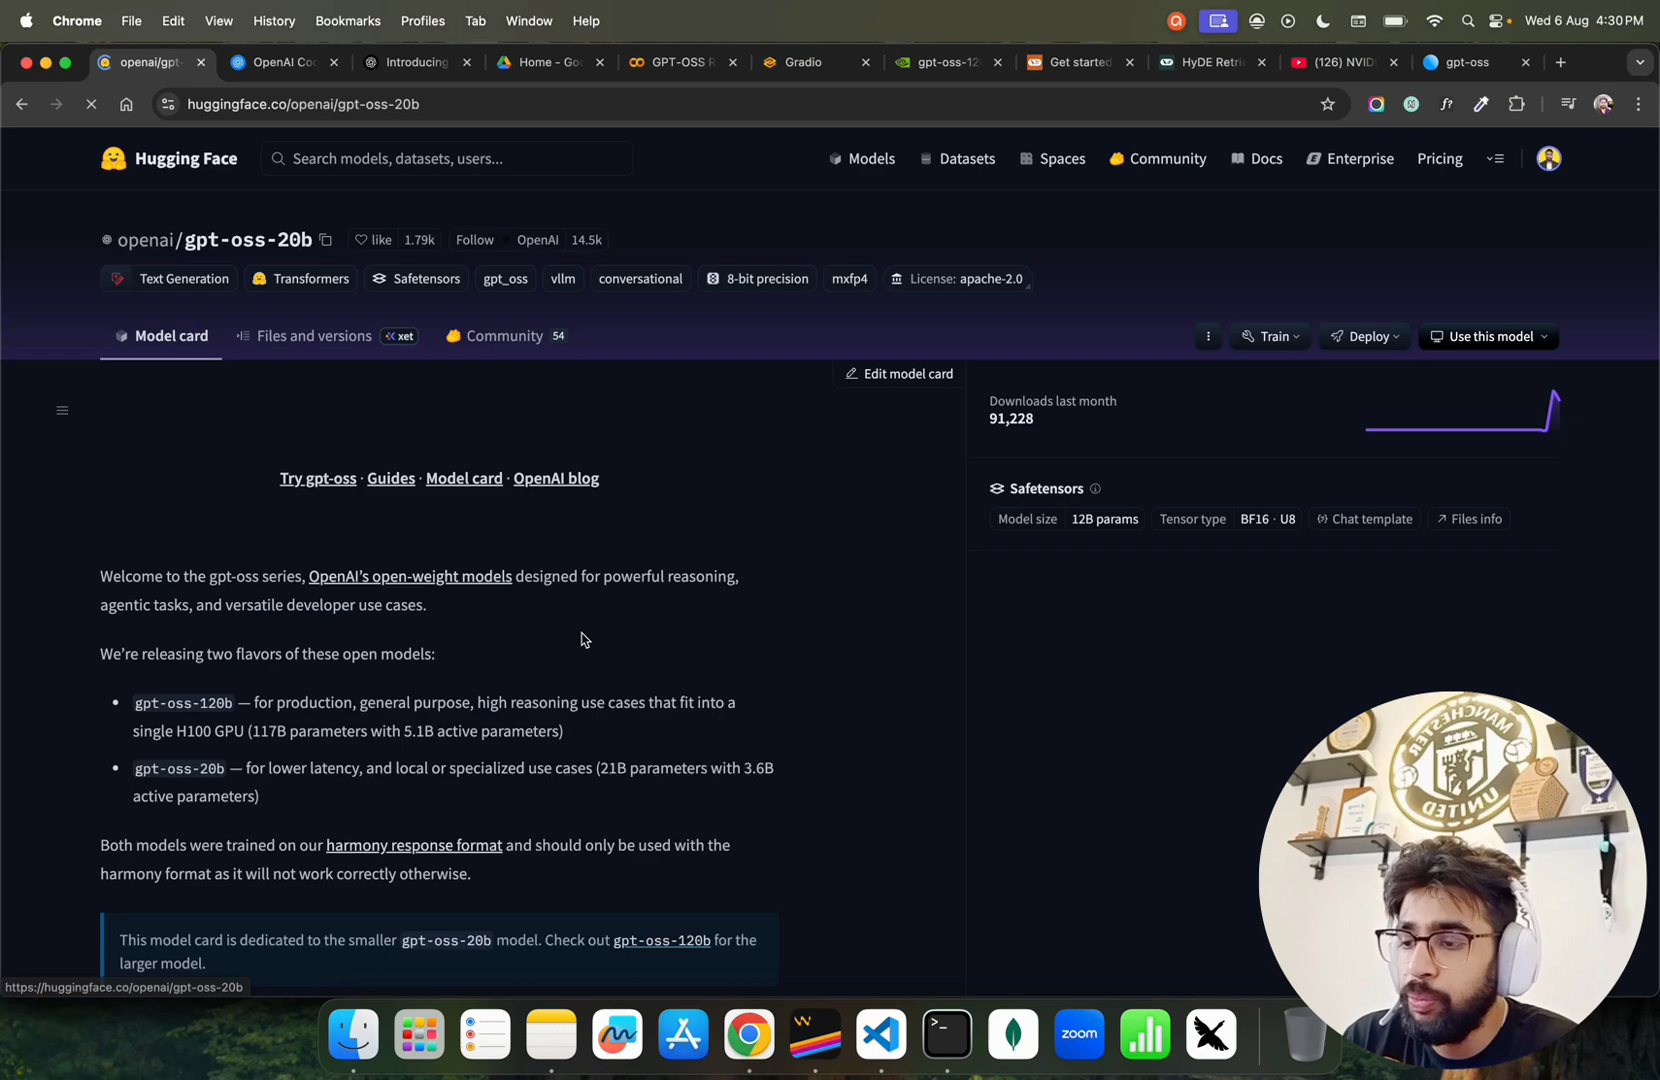 Chrome File Edit View History Bookmarks Profiles Tab Window Help Wed 6 Aug 4:30 PM
openai/gpt- OpenAI Coo Introducing Home - Goo GPT-OSS R Gradio gpt-oss-12 Get started HyDE Retrie (126) NVIDI gpt-oss
huggingface.co/openai/gpt-oss-20b
Hugging Face Search models, datasets, users... Models Datasets Spaces Community Docs Enterprise Pricing
openai/gpt-oss-20b like 1.79k Follow OpenAI 14.5k
Text Generation Transformers Safetensors gpt_oss vllm conversational 8-bit precision mxfp4 License: apache-2.0
Model card Files and versions xet Community 54 Train Deploy Use this model
Edit model card
Downloads last month
91,228
Try gpt-oss · Guides · Model card · OpenAI blog
Safetensors
Model size 12B params Tensor type BF16 · U8 Chat template Files info
Welcome to the gpt-oss series, OpenAI’s open-weight models designed for powerful reasoning,
agentic tasks, and versatile developer use cases.
We’re releasing two flavors of these open models:
• gpt-oss-120b — for production, general purpose, high reasoning use cases that fit into a
single H100 GPU (117B parameters with 5.1B active parameters)
• gpt-oss-20b — for lower latency, and local or specialized use cases (21B parameters with 3.6B
active parameters)
Both models were trained on our harmony response format and should only be used with the
harmony format as it will not work correctly otherwise.
This model card is dedicated to the smaller gpt-oss-20b model. Check out gpt-oss-120b for the
larger model.
https://huggingface.co/openai/gpt-oss-20b
MANCHESTER
UNITED
zoom